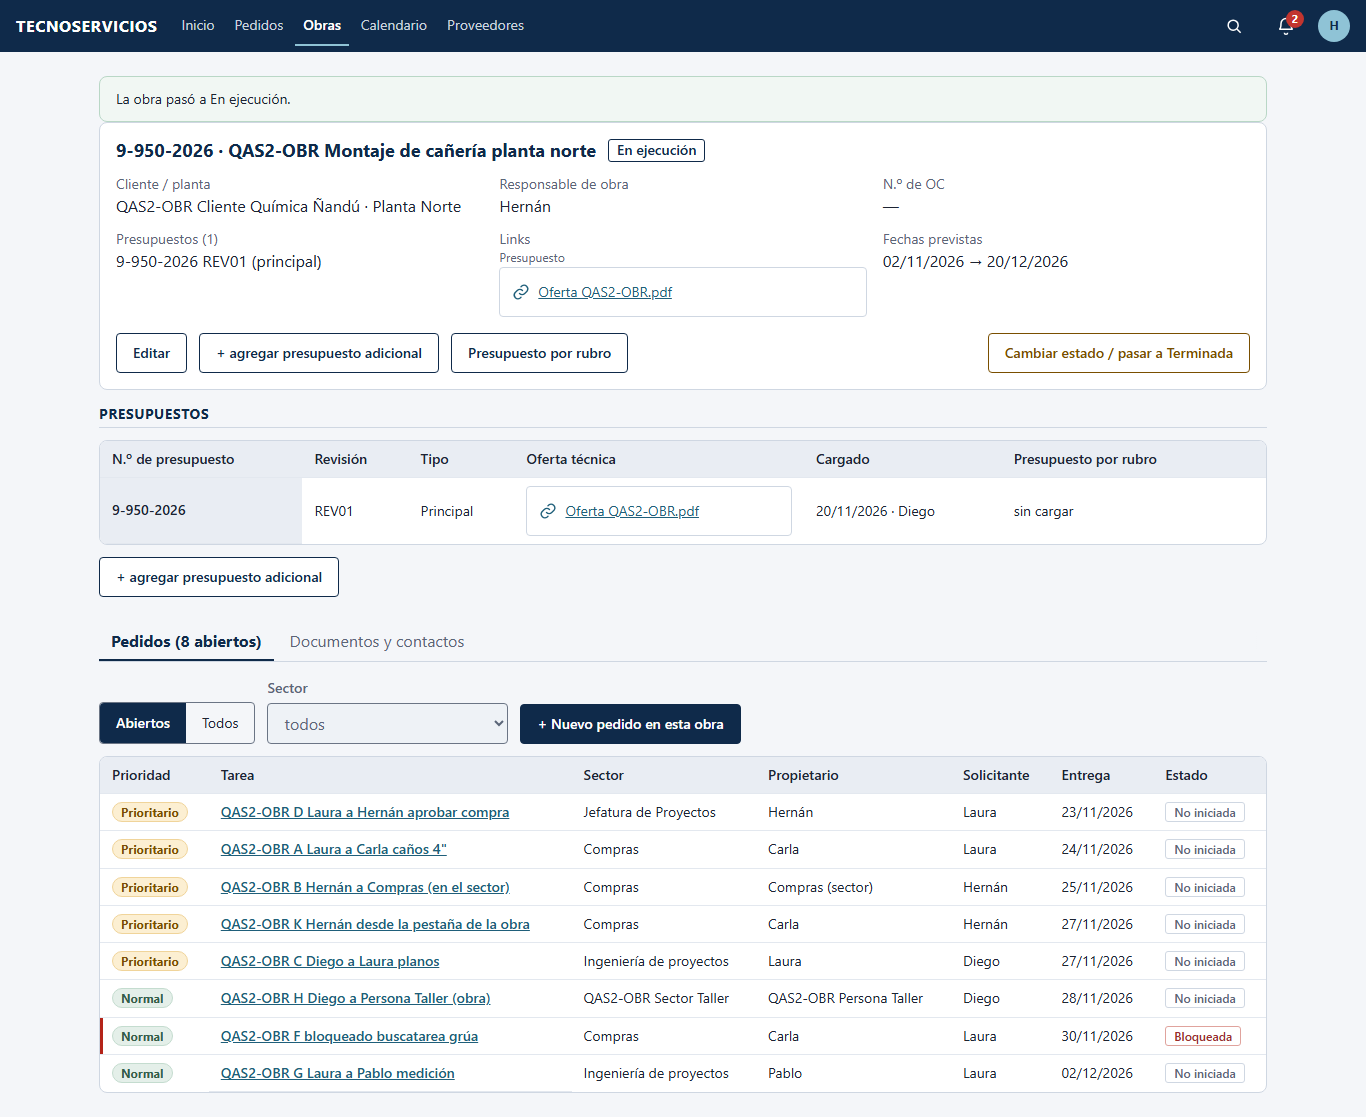 TECNOSERVICIOS Inicio Pedidos Obras Calendario Proveedores 2 H
La obra pasó a En ejecución.
9-950-2026 · QAS2-OBR Montaje de cañería planta norte En ejecución
Cliente / planta Responsable de obra N.º de OC
QAS2-OBR Cliente Química Ñandú · Planta Norte Hernán —
Presupuestos (1) Links Fechas previstas
Presupuesto
9-950-2026 REV01 (principal) 02/11/2026 → 20/12/2026
Oferta QAS2-OBR.pdf
Editar + agregar presupuesto adicional Presupuesto por rubro Cambiar estado / pasar a Terminada
PRESUPUESTOS
N.º de presupuesto Revisión Tipo Oferta técnica Cargado Presupuesto por rubro
9-950-2026 REV01 Principal Oferta QAS2-OBR.pdf 20/11/2026 · Diego sin cargar
+ agregar presupuesto adicional
Pedidos (8 abiertos) Documentos y contactos
Sector
Abiertos Todos todos + Nuevo pedido en esta obra
Prioridad Tarea Sector Propietario Solicitante Entrega Estado
Prioritario QAS2-OBR D Laura a Hernán aprobar compra Jefatura de Proyectos Hernán Laura 23/11/2026 No iniciada
Prioritario QAS2-OBR A Laura a Carla caños 4" Compras Carla Laura 24/11/2026 No iniciada
Prioritario QAS2-OBR B Hernán a Compras (en el sector) Compras Compras (sector) Hernán 25/11/2026 No iniciada
Prioritario QAS2-OBR K Hernán desde la pestaña de la obra Compras Carla Hernán 27/11/2026 No iniciada
Prioritario QAS2-OBR C Diego a Laura planos Ingeniería de proyectos Laura Diego 27/11/2026 No iniciada
Normal QAS2-OBR H Diego a Persona Taller (obra) QAS2-OBR Sector Taller QAS2-OBR Persona Taller Diego 28/11/2026 No iniciada
Normal QAS2-OBR F bloqueado buscatarea grúa Compras Carla Laura 30/11/2026 Bloqueada
Normal QAS2-OBR G Laura a Pablo medición Ingeniería de proyectos Pablo Laura 02/12/2026 No iniciada